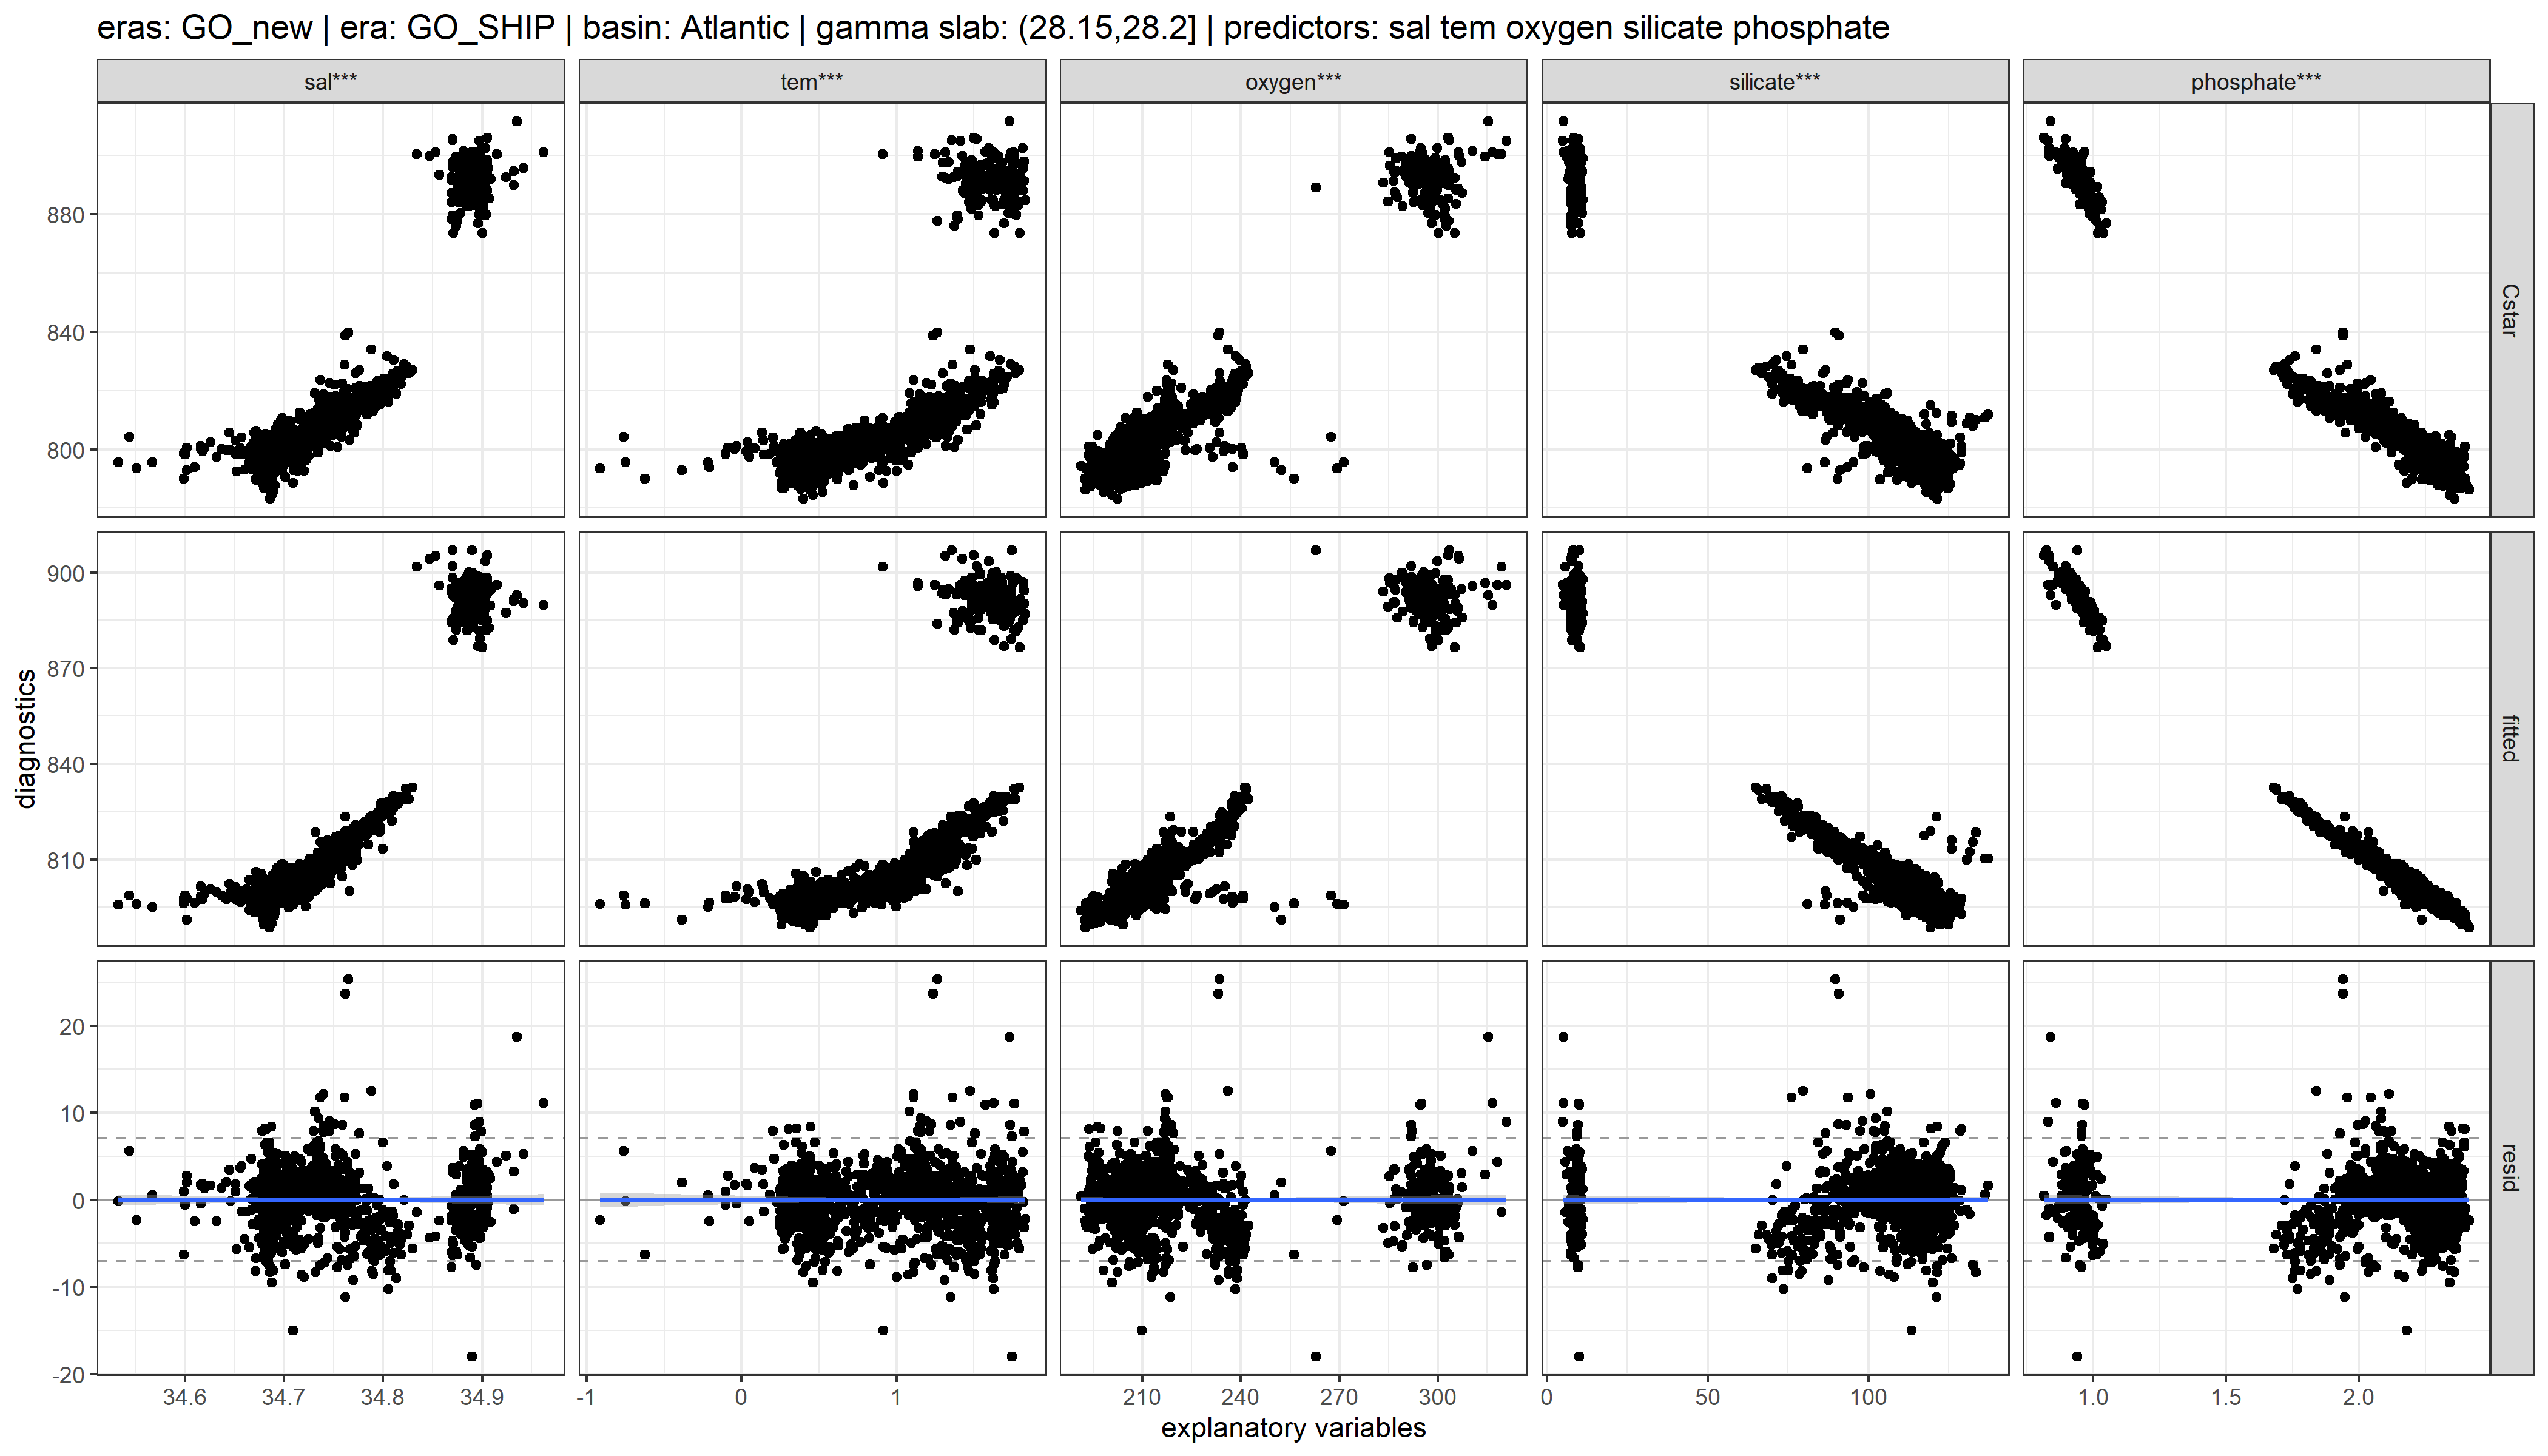 eras: GO_new | era: GO_SHIP | basin: Atlantic | gamma slab: (28.15,28.2] | predictors: sal tem oxygen silicate phosphate
sal*** tem*** oxygen*** silicate*** phosphate***
880
840
800
Cstar
900
870
840
810
fitted
20
10
0
-10
-20
resid
diagnostics
34.6 34.7 34.8 34.9 -1 0 1 210 240 270 300 0 50 100 1.0 1.5 2.0
explanatory variables